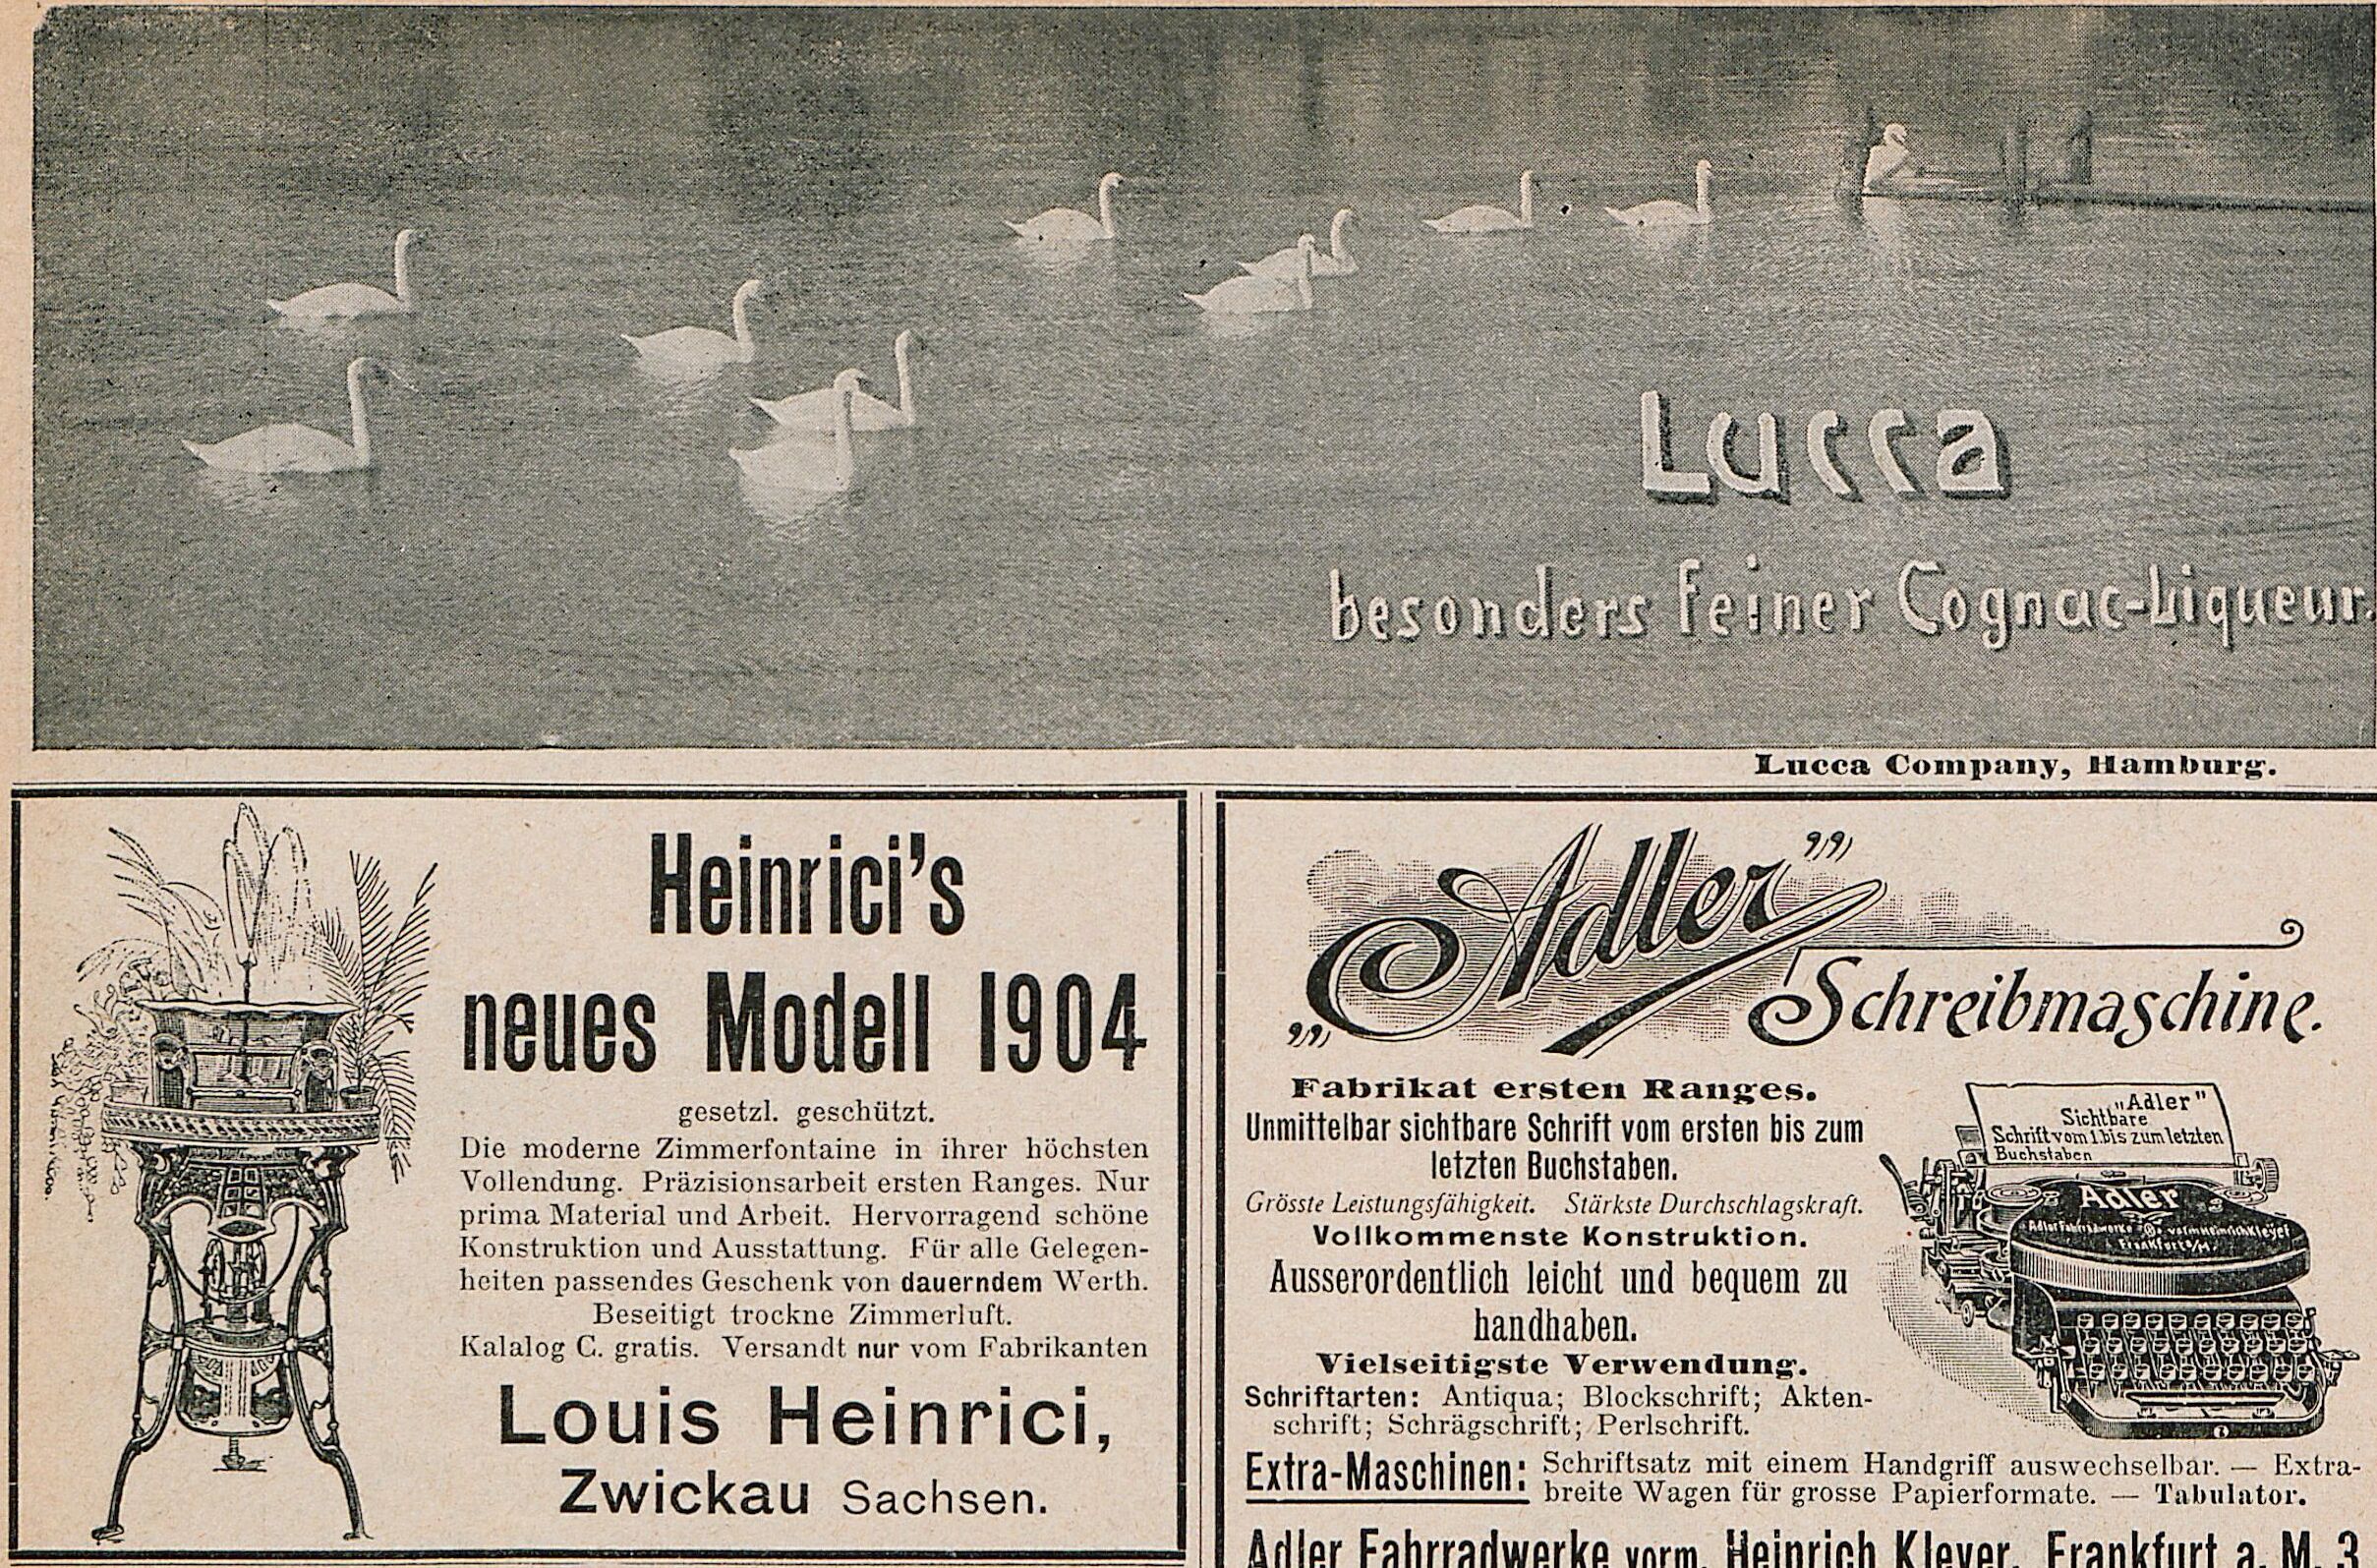 Lucca
besonders feiner Cognac-Liqueur.
Lucca Company, Hamburg.
Heinrici's
neues Modell 1904
gesetzl. geschützt.
Die moderne Zimmerfontaine in ihrer höchsten
Vollendung. Präzisionsarbeit ersten Ranges. Nur
prima Material und Arbeit. Hervorragend schöne
Konstruktion und Ausstattung. Für alle Gelegen-
heiten passendes Geschenk von dauerndem Werth.
Beseitigt trockne Zimmerluft.
Kalalog C. gratis. Versandt nur vom Fabrikanten
Louis Heinrici,
Zwickau Sachsen.
„Adler”
Schreibmaschine.
Fabrikat ersten Ranges.
Unmittelbar sichtbare Schrift vom ersten bis zum
letzten Buchstaben.
Grösste Leistungsfähigkeit. Stärkste Durchschlagskraft.
Vollkommenste Konstruktion.
Ausserordentlich leicht und bequem zu
handhaben.
Vielseitigste Verwendung.
Schriftarten: Antiqua; Blockschrift; Akten-
schrift; Schrägschrift; Perlschrift.
„Adler”
Sichtbare
Schrift vom 1. bis zum letzten
Buchstaben
Adler
Adler Fahrradwerke vorm. Heinrich Kleyer
Frankfurt a/M.
Extra-Maschinen: Schriftsatz mit einem Handgriff auswechselbar. — Extra-
breite Wagen für grosse Papierformate. — Tabulator.
Adler Fahrradwerke vorm. Heinrich Kleyer, Frankfurt a. M. 3